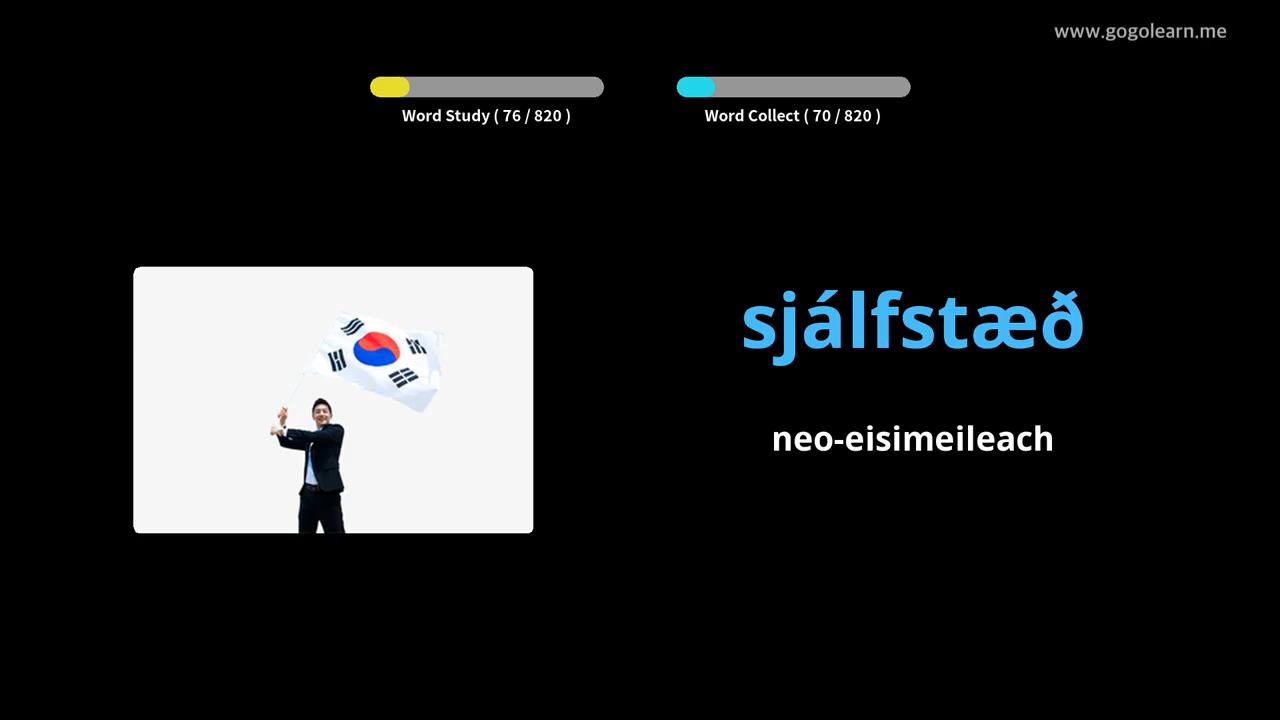 www.gogolearn.me
Word Study ( 76 / 820 )
Word Collect ( 70 / 820 )
sjálfstæð
neo-eisimeileach